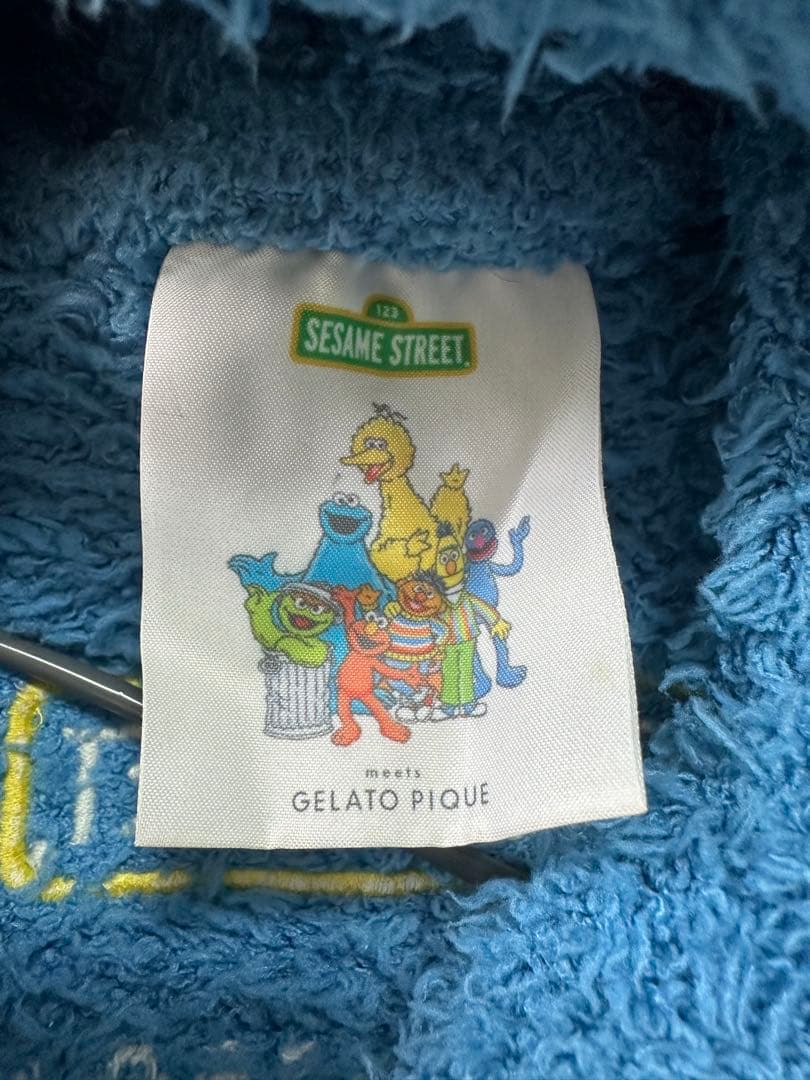 123
SESAME STREET
meets
GELATO PIQUE